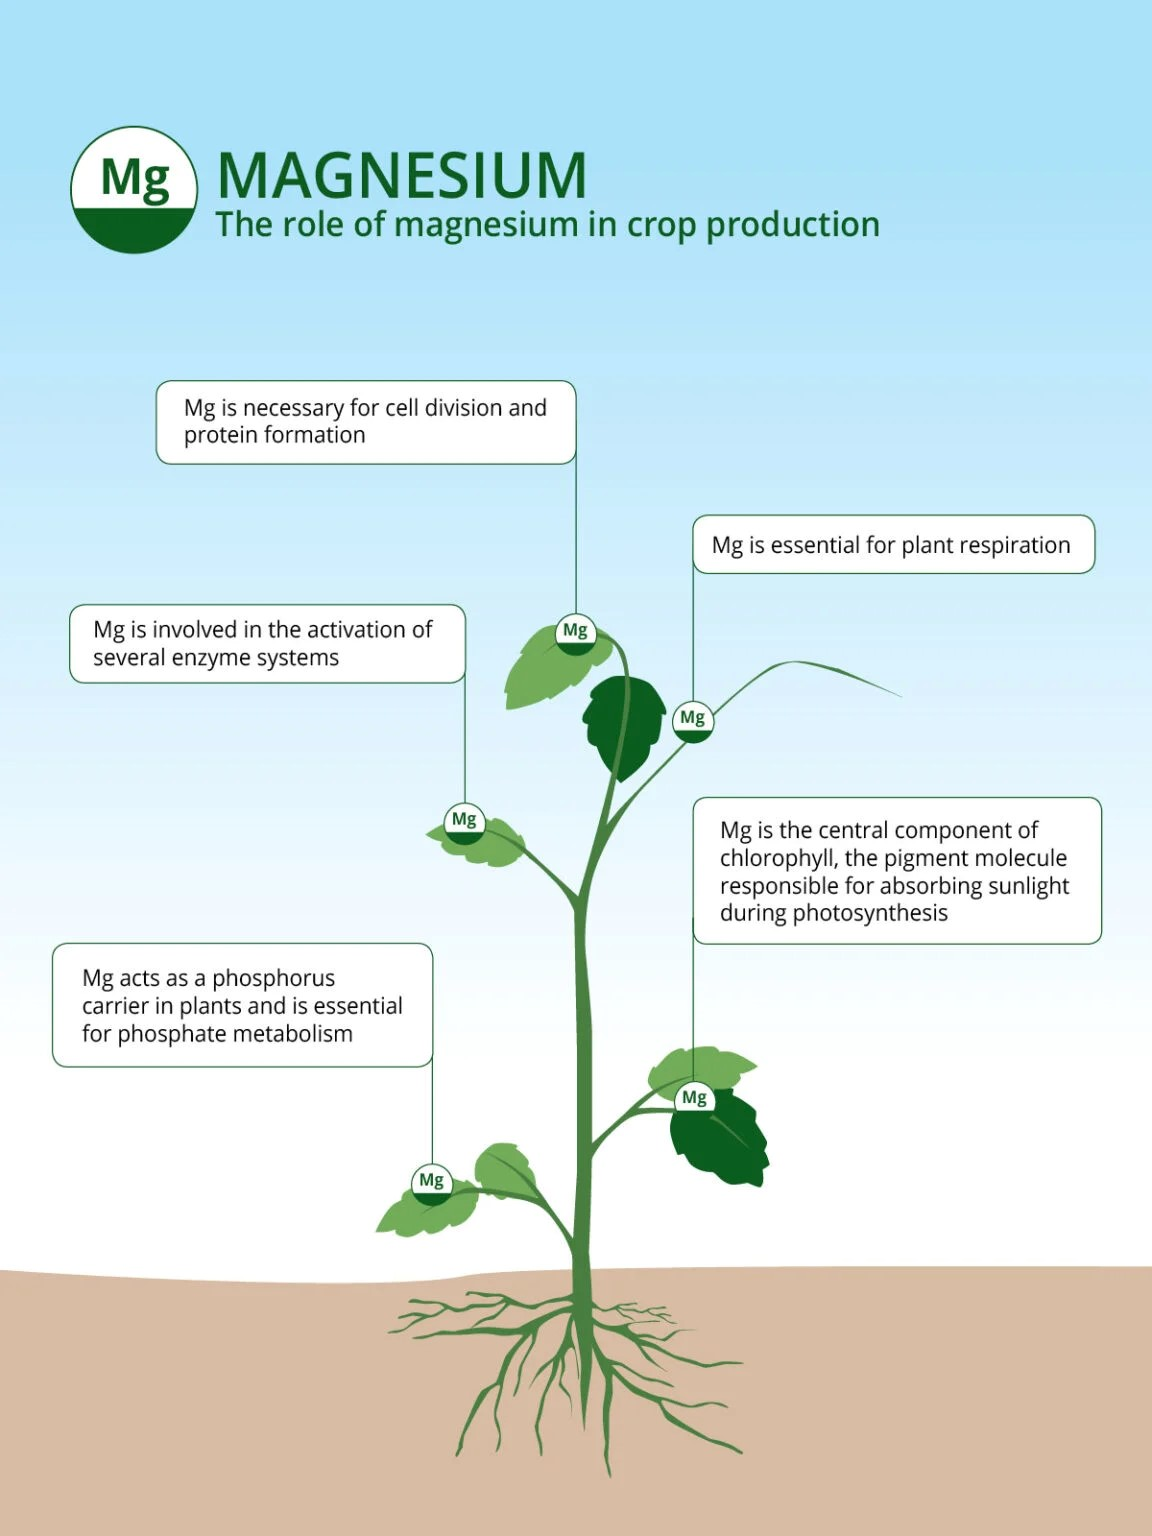 Mg
MAGNESIUM
The role of magnesium in crop production
Mg is necessary for cell division and
protein formation
Mg is essential for plant respiration
Mg is involved in the activation of
several enzyme systems
Mg
Mg
Mg
Mg is the central component of
chlorophyll, the pigment molecule
responsible for absorbing sunlight
during photosynthesis
Mg acts as a phosphorus
carrier in plants and is essential
for phosphate metabolism
Mg
Mg